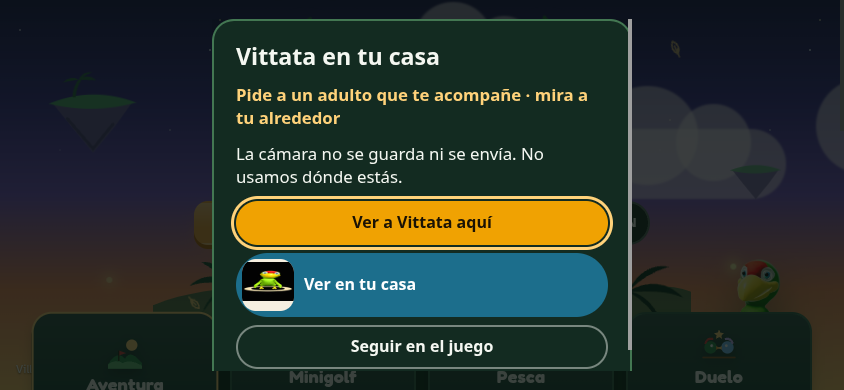 Vittata en tu casa
Pide a un adulto que te acompañe · mira a
tu alrededor
La cámara no se guarda ni se envía. No
usamos dónde estás.
Ver a Vittata aquí
Ver en tu casa
Seguir en el juego
Aventura
Minigolf
Pesca
Duelo